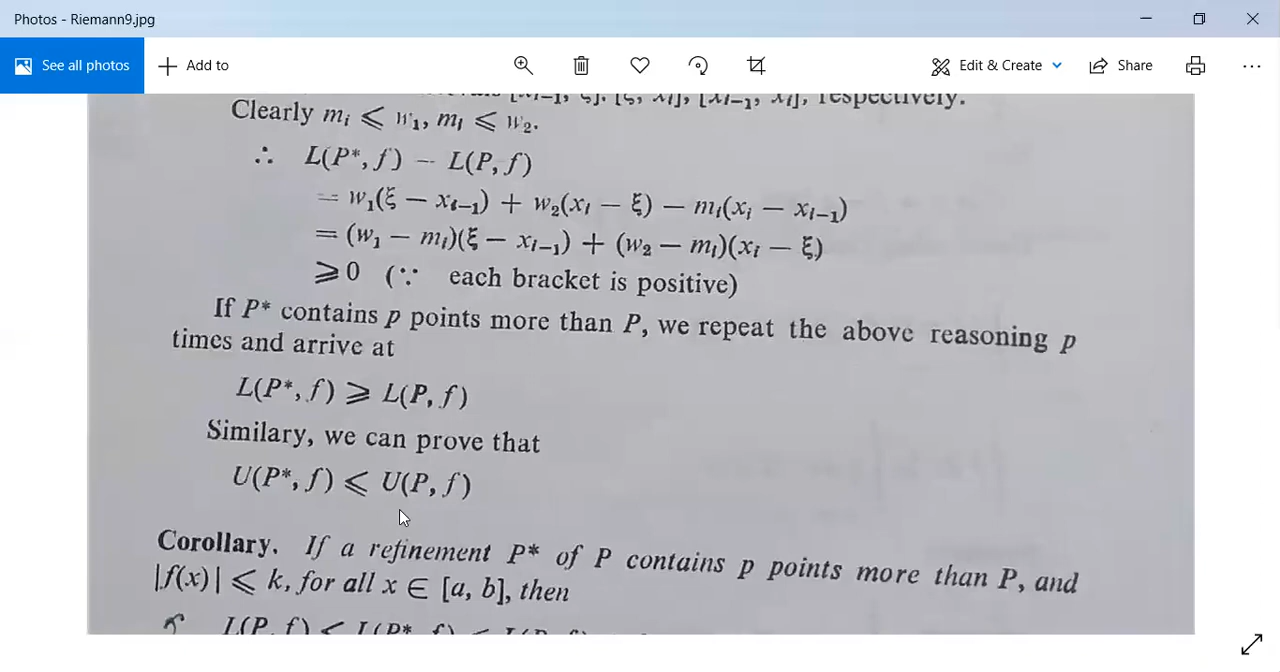 Photos - Riemann9.jpg
See all photos
Add to
Edit & Create
Share
respectively.
Clearly mᵢ ⩽ w₁, mᵢ ⩽ w₂.
∴ L(P*, f) − L(P, f)
= w₁(ξ − xᵢ₋₁) + w₂(xᵢ − ξ) − mᵢ(xᵢ − xᵢ₋₁)
= (w₁ − mᵢ)(ξ − xᵢ₋₁) + (w₂ − mᵢ)(xᵢ − ξ)
⩾ 0 (∵ each bracket is positive)
If P* contains p points more than P, we repeat the above reasoning p
times and arrive at
L(P*, f) ⩾ L(P, f)
Similary, we can prove that
U(P*, f) ⩽ U(P, f)
Corollary. If a refinement P* of P contains p points more than P, and
|f(x)| ⩽ k, for all x ∈ [a, b], then